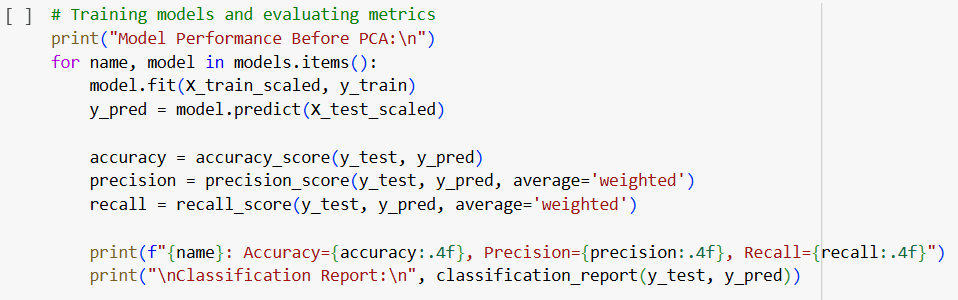 [ ] # Training models and evaluating metrics
print("Model Performance Before PCA:\n")
for name, model in models.items():
    model.fit(X_train_scaled, y_train)
    y_pred = model.predict(X_test_scaled)

    accuracy = accuracy_score(y_test, y_pred)
    precision = precision_score(y_test, y_pred, average='weighted')
    recall = recall_score(y_test, y_pred, average='weighted')

    print(f"{name}: Accuracy={accuracy:.4f}, Precision={precision:.4f}, Recall={recall:.4f}")
    print("\nClassification Report:\n", classification_report(y_test, y_pred))